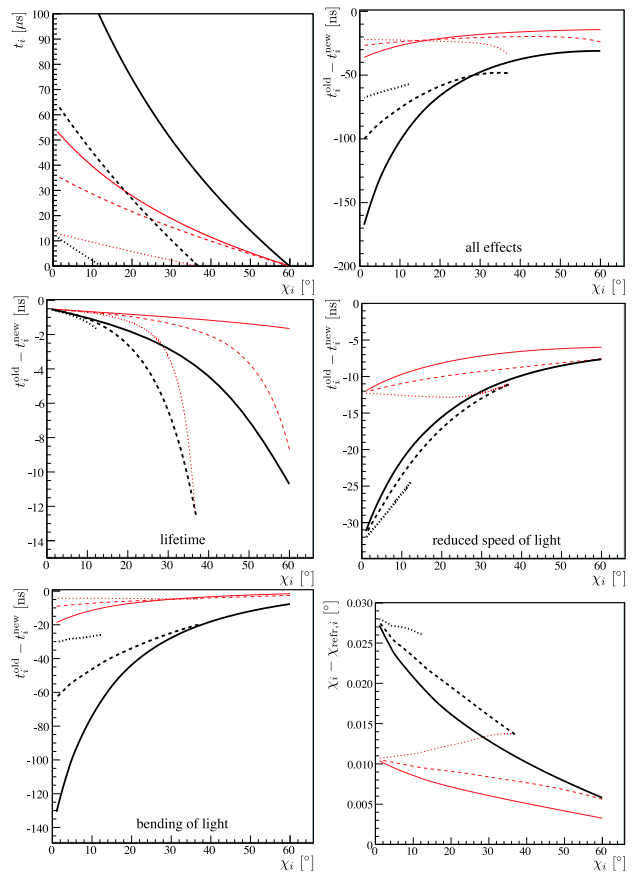 t_i [μs]
100
90
80
70
60
50
40
30
20
10
0
0 10 20 30 40 50 60
χ_i [°]
t_i^old − t_i^new [ns]
0
-50
-100
-150
-200
0 10 20 30 40 50 60
all effects
χ_i [°]
t_i^old − t_i^new [ns]
0
-2
-4
-6
-8
-10
-12
-14
0 10 20 30 40 50 60
lifetime
χ_i [°]
t_i^old − t_i^new [ns]
0
-5
-10
-15
-20
-25
-30
0 10 20 30 40 50 60
reduced speed of light
χ_i [°]
t_i^old − t_i^new [ns]
0
-20
-40
-60
-80
-100
-120
-140
0 10 20 30 40 50 60
bending of light
χ_i [°]
χ_i − χ_refr,i [°]
0.030
0.025
0.020
0.015
0.010
0.005
0.000
0 10 20 30 40 50 60
χ_i [°]